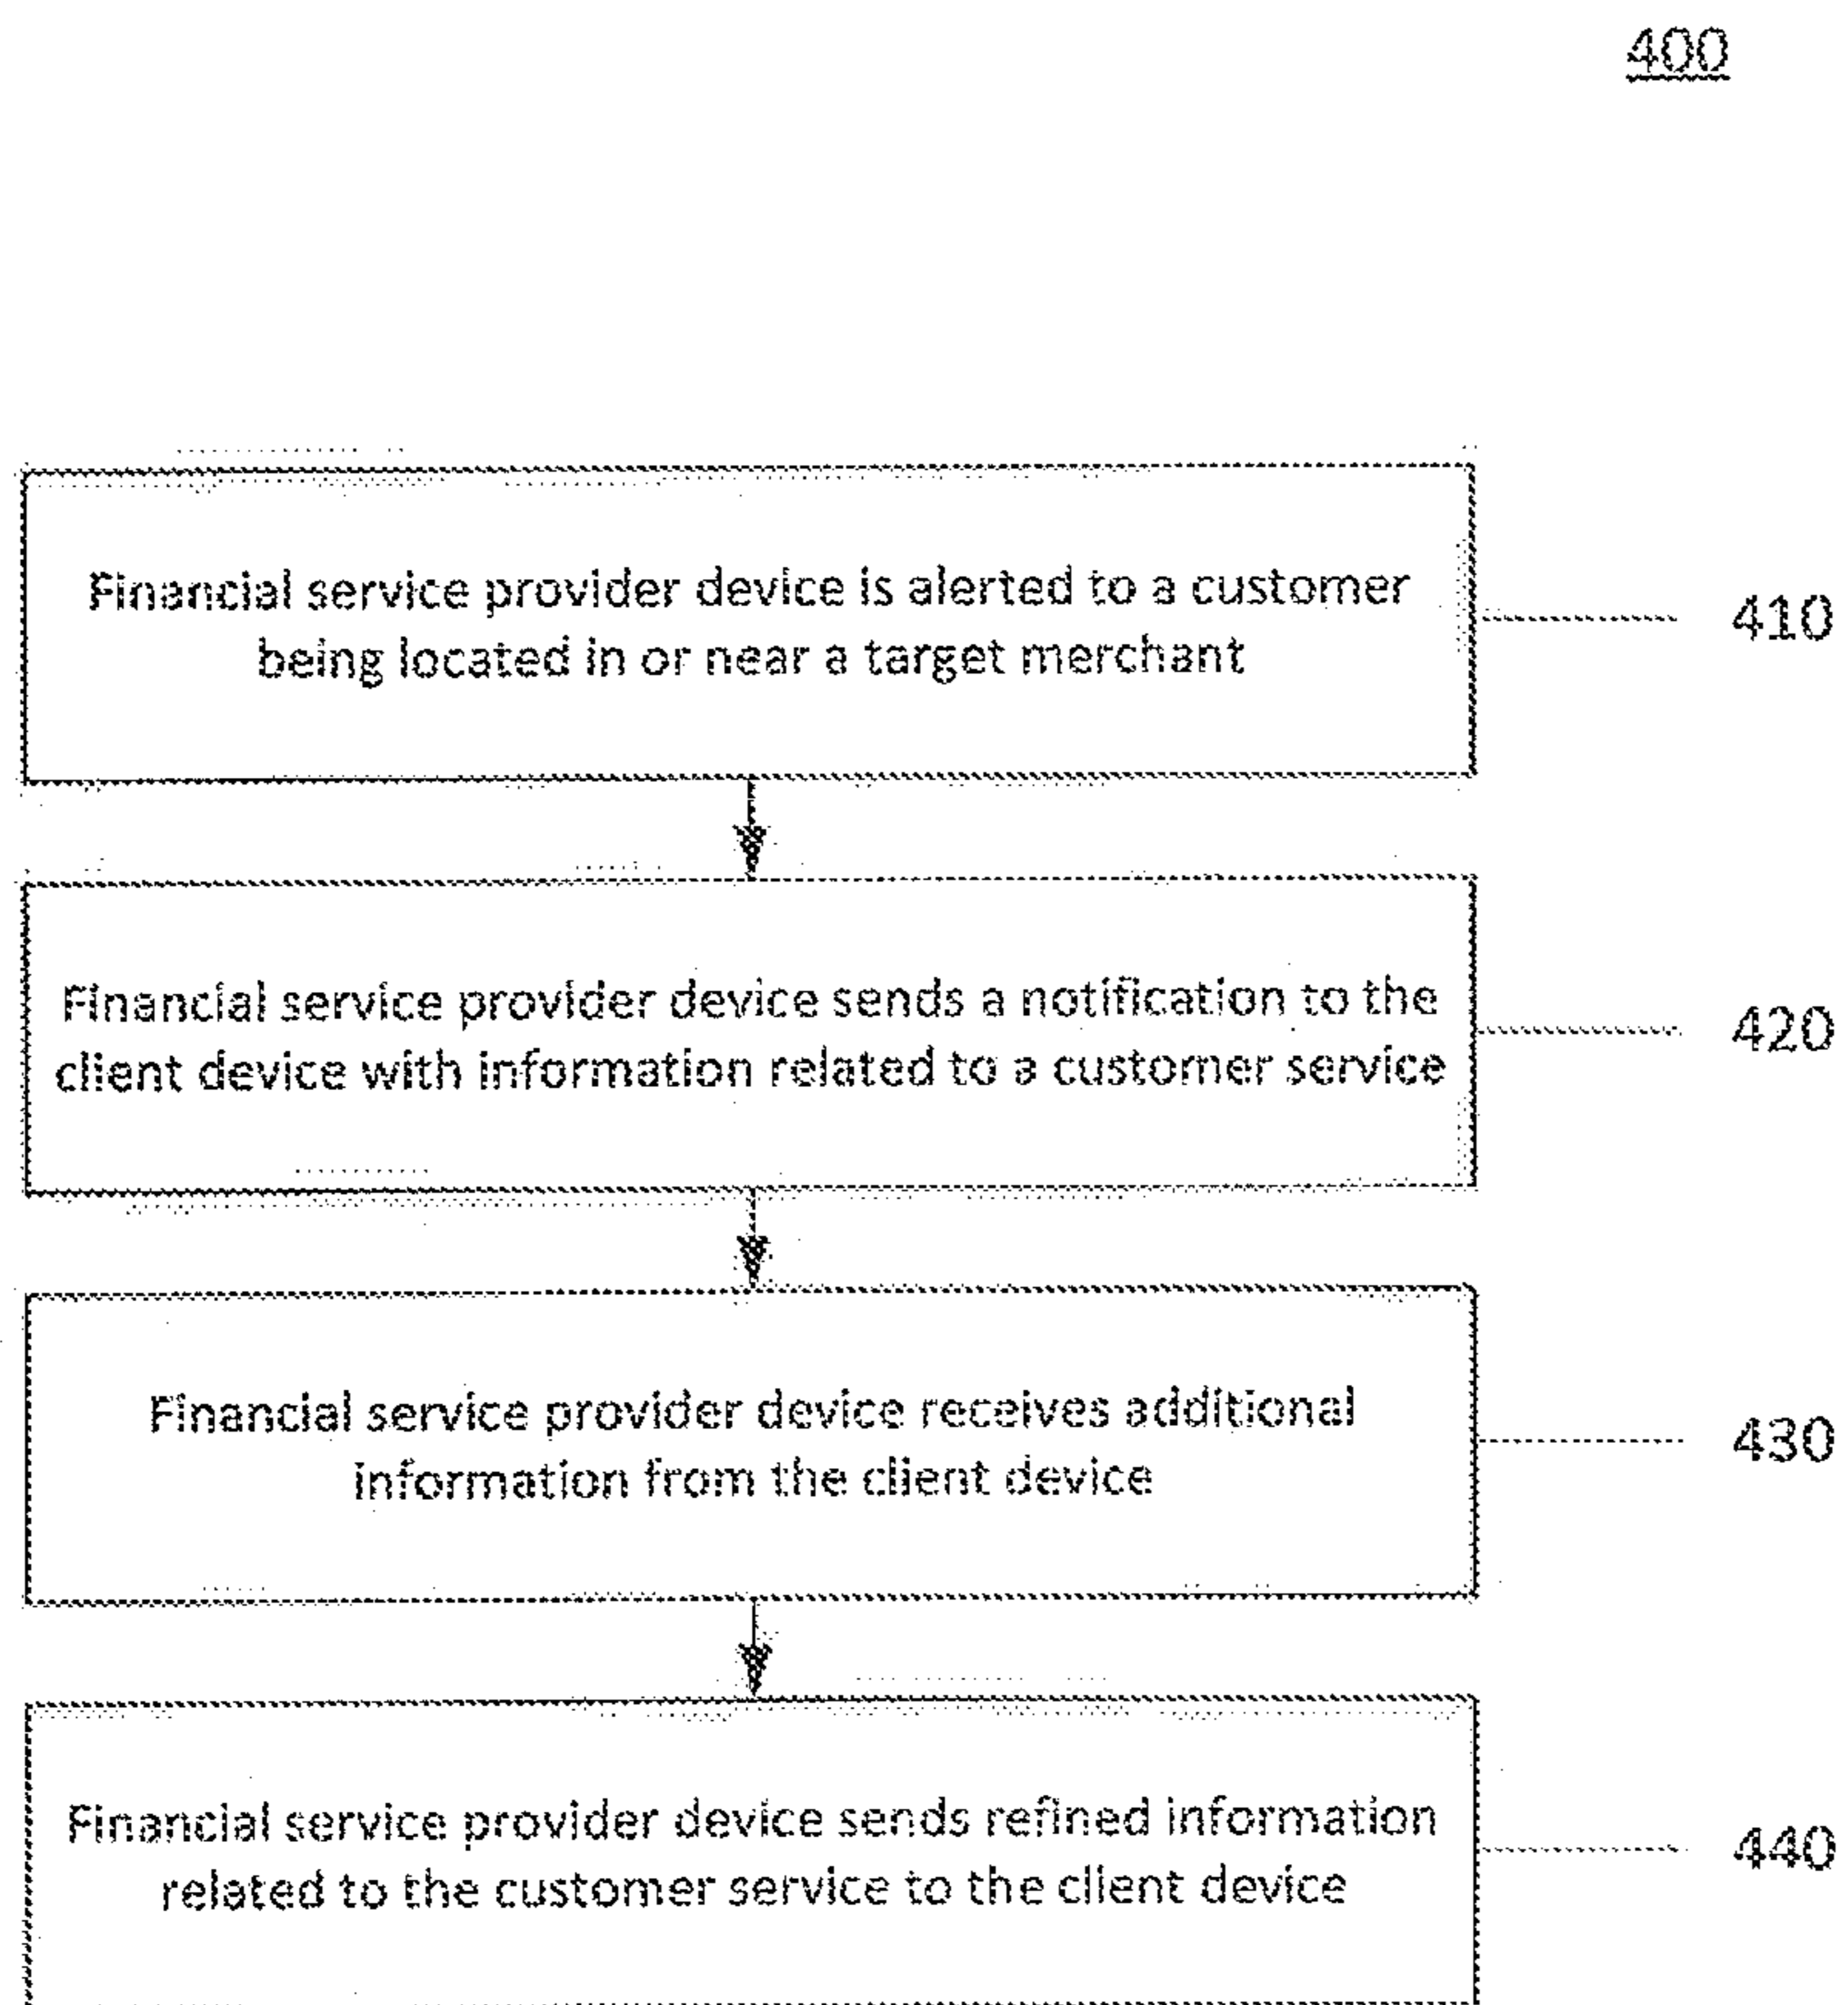 400
Financial service provider device is alerted to a customer
being located in or near a target merchant
410
Financial service provider device sends a notification to the
client device with information related to a customer service
420
Financial service provider device receives additional
information from the client device
430
Financial service provider device sends refined information
related to the customer service to the client device
440